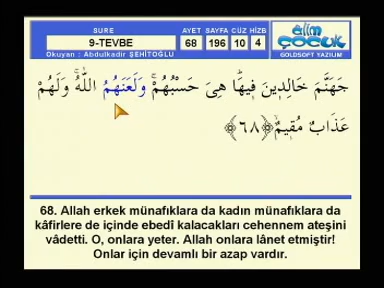 SURE
AYET SAYFA CÜZ HİZB
9-TEVBE
68 196 10 4
Okuyan : Abdulkadir ŞEHİTOĞLU
elim
ÇOCUK
GOLDSOFT YAZILIM
جَهَنَّمَ خَالِدِينَ فِيهَاۜ هِىَ حَسْبُهُمْۚ وَلَعَنَهُمُ اللّٰهُۚ وَلَهُمْ
عَذَابٌ مُقِيمٌۙ ﴿٦٨﴾
68. Allah erkek münafıklara da kadın münafıklara da
kâfirlere de içinde ebedî kalacakları cehennem ateşini
vâdetti. O, onlara yeter. Allah onlara lânet etmiştir!
Onlar için devamlı bir azap vardır.